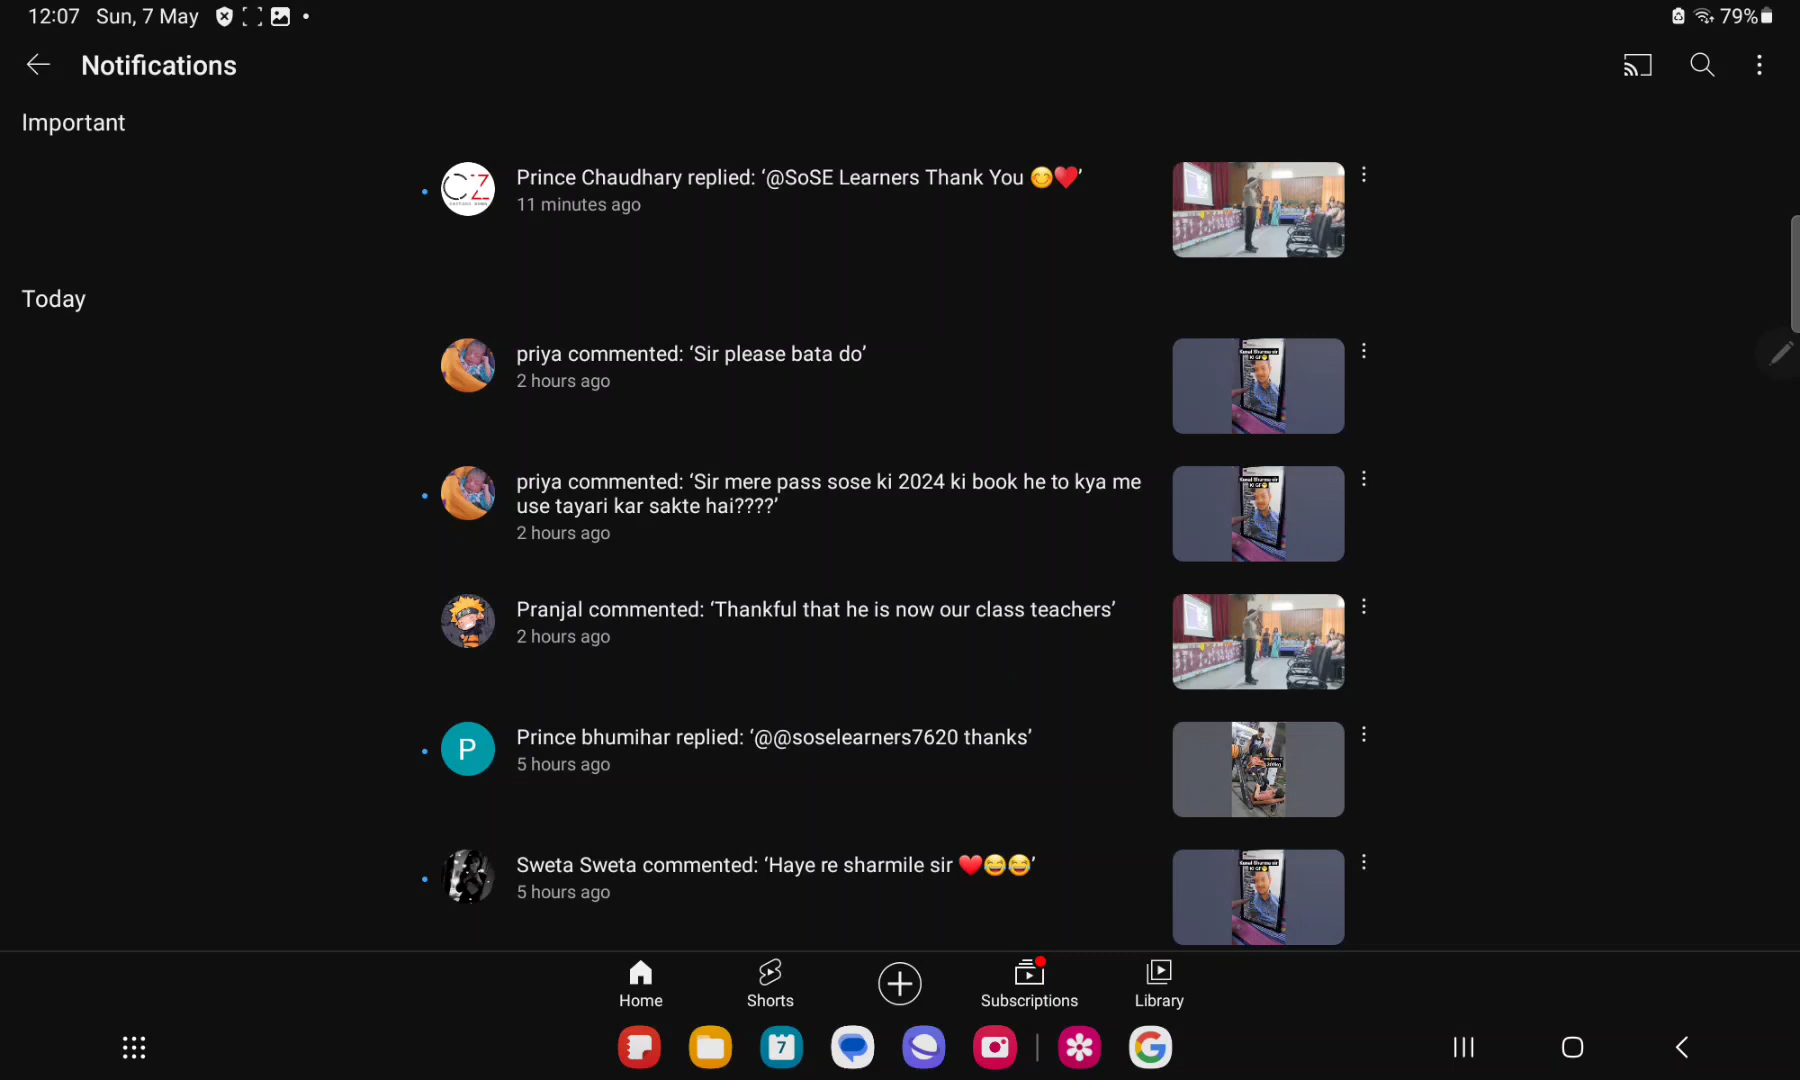 12:07 Sun, 7 May
79%
Notifications
Important
Prince Chaudhary replied: ‘@SoSE Learners Thank You 😊❤️’
11 minutes ago
Today
priya commented: ‘Sir please bata do’
2 hours ago
priya commented: ‘Sir mere pass sose ki 2024 ki book he to kya me
use tayari kar sakte hai????’
2 hours ago
Pranjal commented: ‘Thankful that he is now our class teachers’
2 hours ago
P
Prince bhumihar replied: ‘@@soselearners7620 thanks’
5 hours ago
Sweta Sweta commented: ‘Haye re sharmile sir ❤️😂😂’
5 hours ago
Home
Shorts
Subscriptions
Library
7